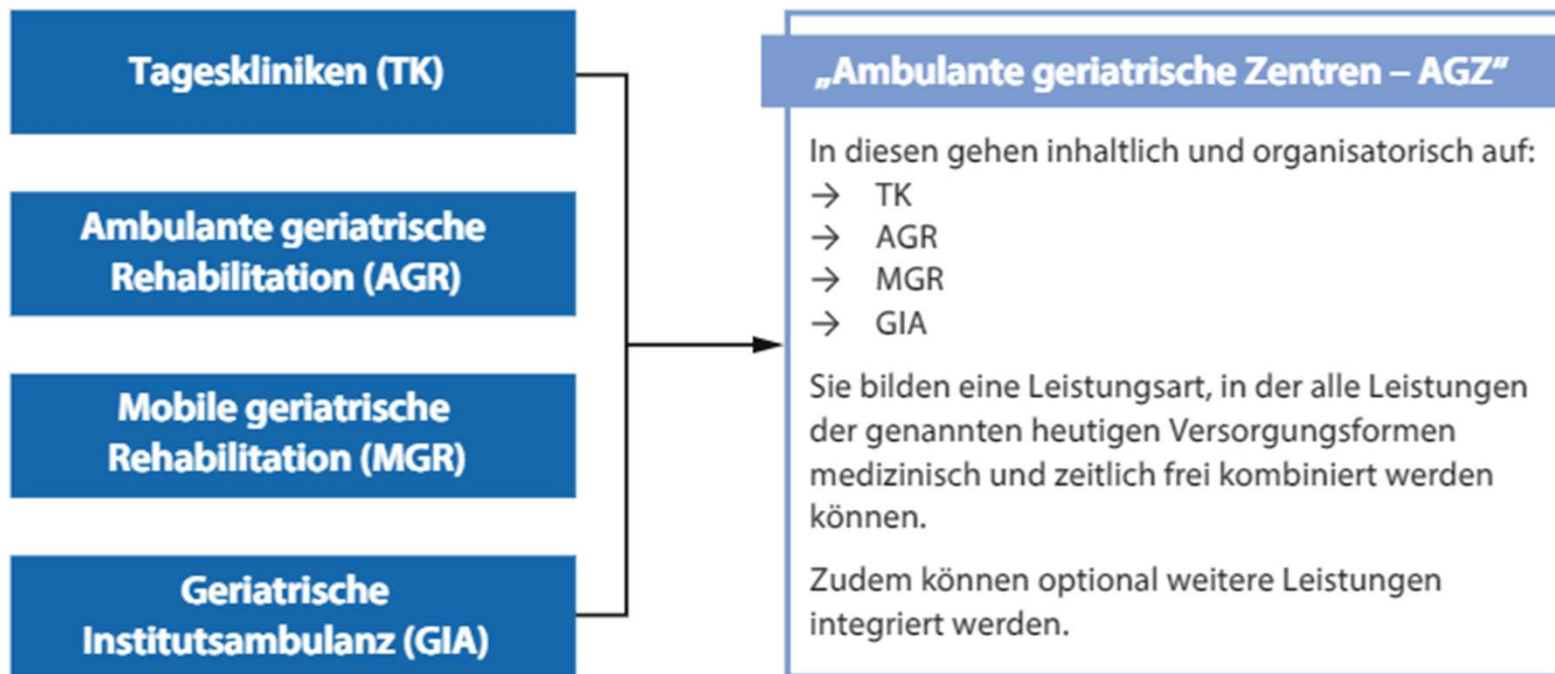 Tageskliniken (TK)
Ambulante geriatrische
Rehabilitation (AGR)
Mobile geriatrische
Rehabilitation (MGR)
Geriatrische
Institutsambulanz (GIA)
„Ambulante geriatrische Zentren – AGZ“
In diesen gehen inhaltlich und organisatorisch auf:
→ TK
→ AGR
→ MGR
→ GIA
Sie bilden eine Leistungsart, in der alle Leistungen
der genannten heutigen Versorgungsformen
medizinisch und zeitlich frei kombiniert werden
können.
Zudem können optional weitere Leistungen
integriert werden.